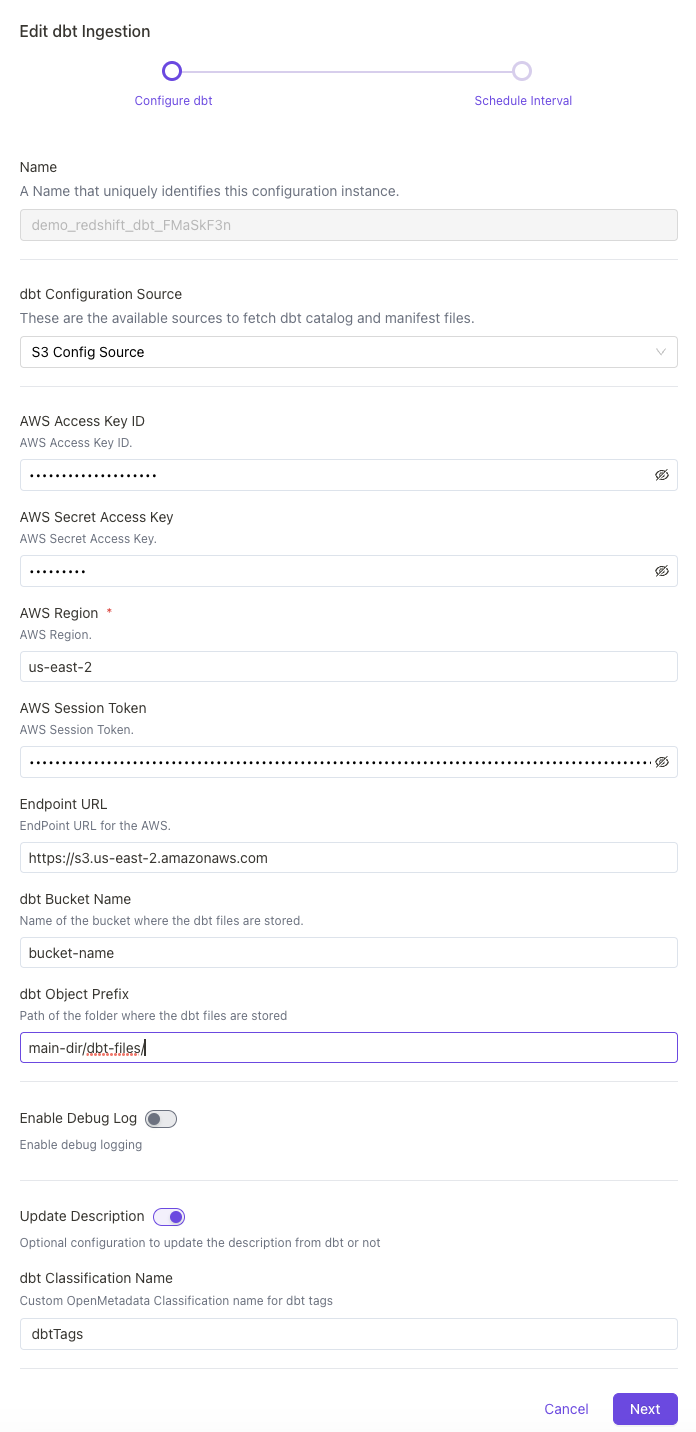 Edit dbt Ingestion
Configure dbt
Schedule Interval
Name
A Name that uniquely identifies this configuration instance.
demo_redshift_dbt_FMaSkF3n
dbt Configuration Source
These are the available sources to fetch dbt catalog and manifest files.
S3 Config Source
AWS Access Key ID
AWS Access Key ID.
AWS Secret Access Key
AWS Secret Access Key.
AWS Region *
AWS Region.
us-east-2
AWS Session Token
AWS Session Token.
Endpoint URL
EndPoint URL for the AWS.
https://s3.us-east-2.amazonaws.com
dbt Bucket Name
Name of the bucket where the dbt files are stored.
bucket-name
dbt Object Prefix
Path of the folder where the dbt files are stored
main-dir/dbt-files/
Enable Debug Log
Enable debug logging
Update Description
Optional configuration to update the description from dbt or not
dbt Classification Name
Custom OpenMetadata Classification name for dbt tags
dbtTags
Cancel
Next